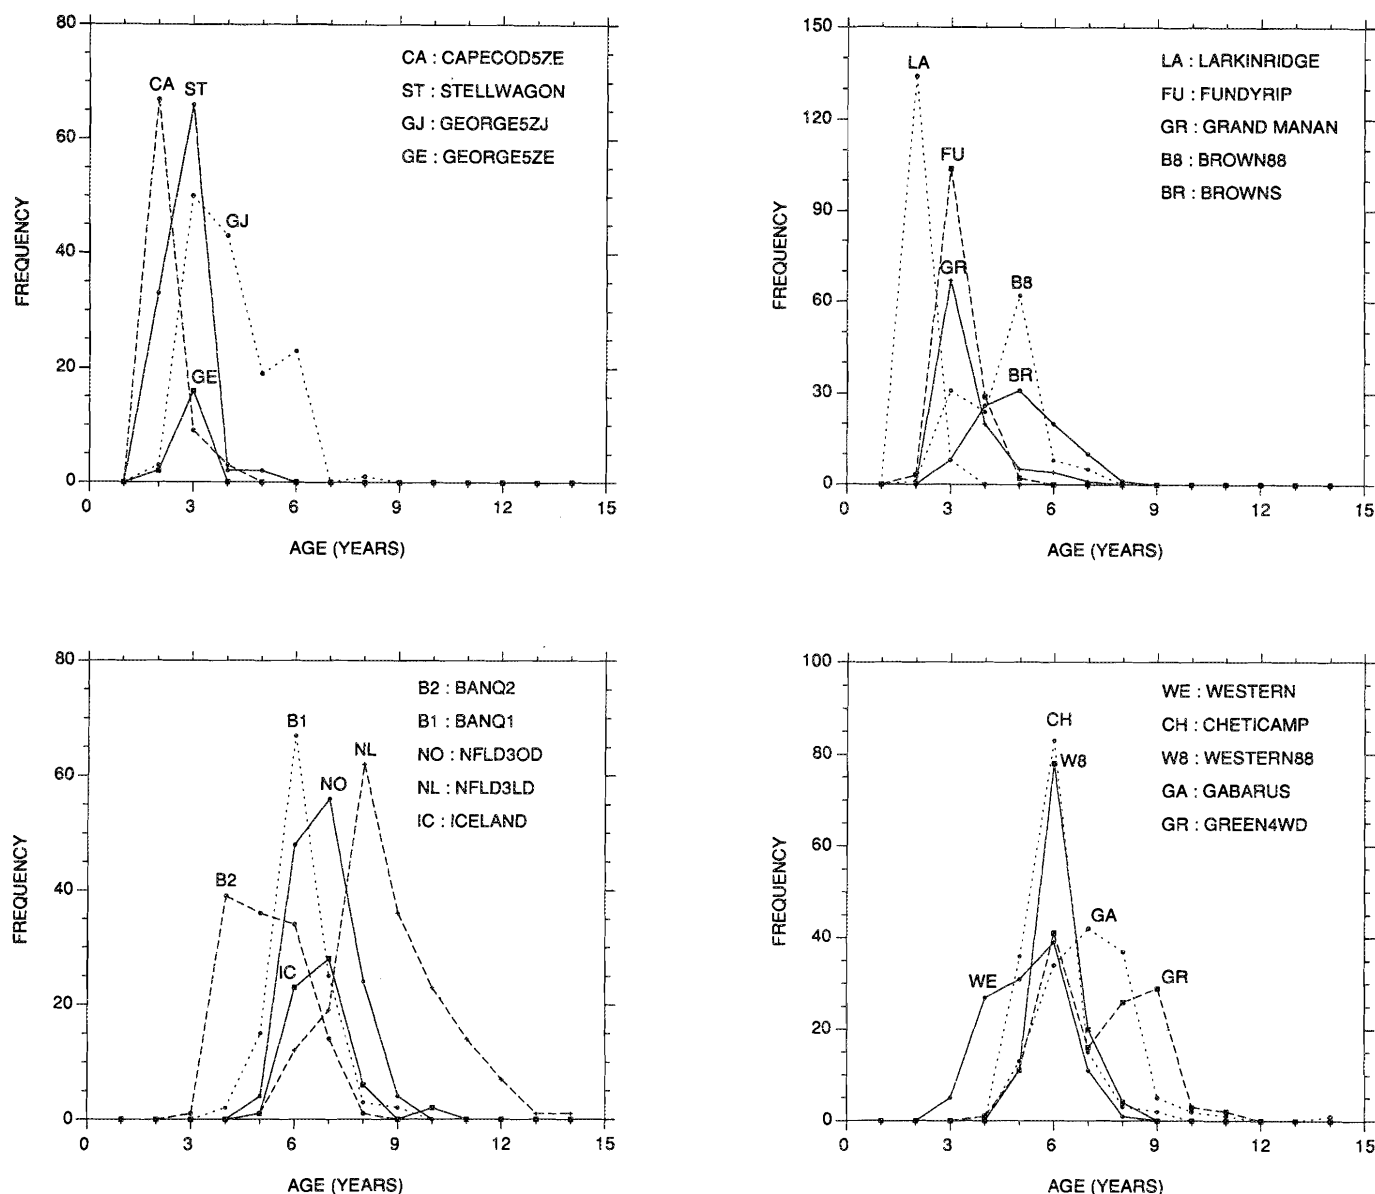 80
60
40
20
0
FREQUENCY
CA
ST
GJ
GE
CA : CAPECOD5ZE
ST : STELLWAGON
GJ : GEORGE5ZJ
GE : GEORGE5ZE
0 3 6 9 12 15
AGE (YEARS)
150
120
90
60
30
0
FREQUENCY
LA
FU
GR
B8
BR
LA : LARKINRIDGE
FU : FUNDYRIP
GR : GRAND MANAN
B8 : BROWN88
BR : BROWNS
0 3 6 9 12 15
AGE (YEARS)
80
60
40
20
0
FREQUENCY
B1
NL
NO
B2
IC
B2 : BANQ2
B1 : BANQ1
NO : NFLD3OD
NL : NFLD3LD
IC : ICELAND
0 3 6 9 12 15
AGE (YEARS)
100
80
60
40
20
0
FREQUENCY
CH
W8
GA
WE
GR
WE : WESTERN
CH : CHETICAMP
W8 : WESTERN88
GA : GABARUS
GR : GREEN4WD
0 3 6 9 12 15
AGE (YEARS)